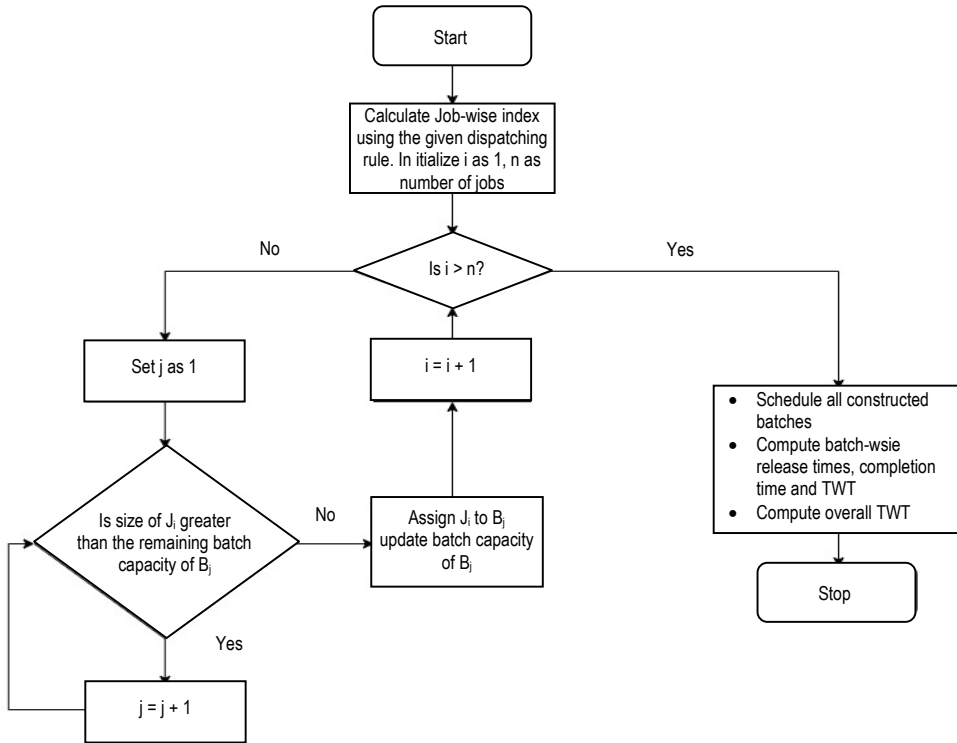 Start
Calculate Job-wise index
using the given dispatching
rule. In itialize i as 1, n as
number of jobs
No
Yes
Is i > n?
Set j as 1
i = i + 1
• Schedule all constructed
batches
• Compute batch-wsie
release times, completion
time and TWT
• Compute overall TWT
Is size of Jᵢ greater
than the remaining batch
capacity of Bⱼ
No
Assign Jᵢ to Bⱼ
update batch capacity
of Bⱼ
Stop
Yes
j = j + 1